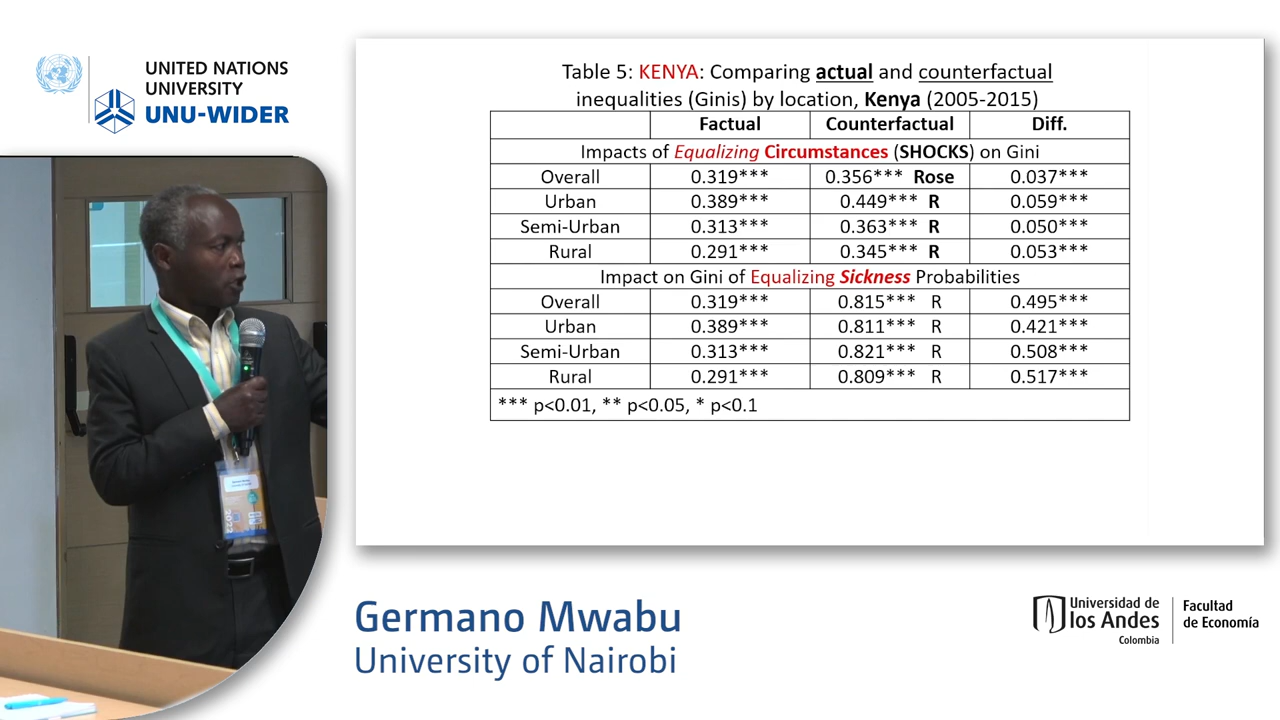 UNITED NATIONS
UNIVERSITY
UNU-WIDER
Table 5: KENYA: Comparing actual and counterfactual
inequalities (Ginis) by location, Kenya (2005-2015)
Factual Counterfactual Diff.
Impacts of Equalizing Circumstances (SHOCKS) on Gini
Overall 0.319*** 0.356*** Rose 0.037***
Urban 0.389*** 0.449*** R 0.059***
Semi-Urban 0.313*** 0.363*** R 0.050***
Rural 0.291*** 0.345*** R 0.053***
Impact on Gini of Equalizing Sickness Probabilities
Overall 0.319*** 0.815*** R 0.495***
Urban 0.389*** 0.811*** R 0.421***
Semi-Urban 0.313*** 0.821*** R 0.508***
Rural 0.291*** 0.809*** R 0.517***
*** p<0.01, ** p<0.05, * p<0.1
2022
Germano Mwabu
University of Nairobi
Universidad de
los Andes
Colombia
Facultad
de Economía